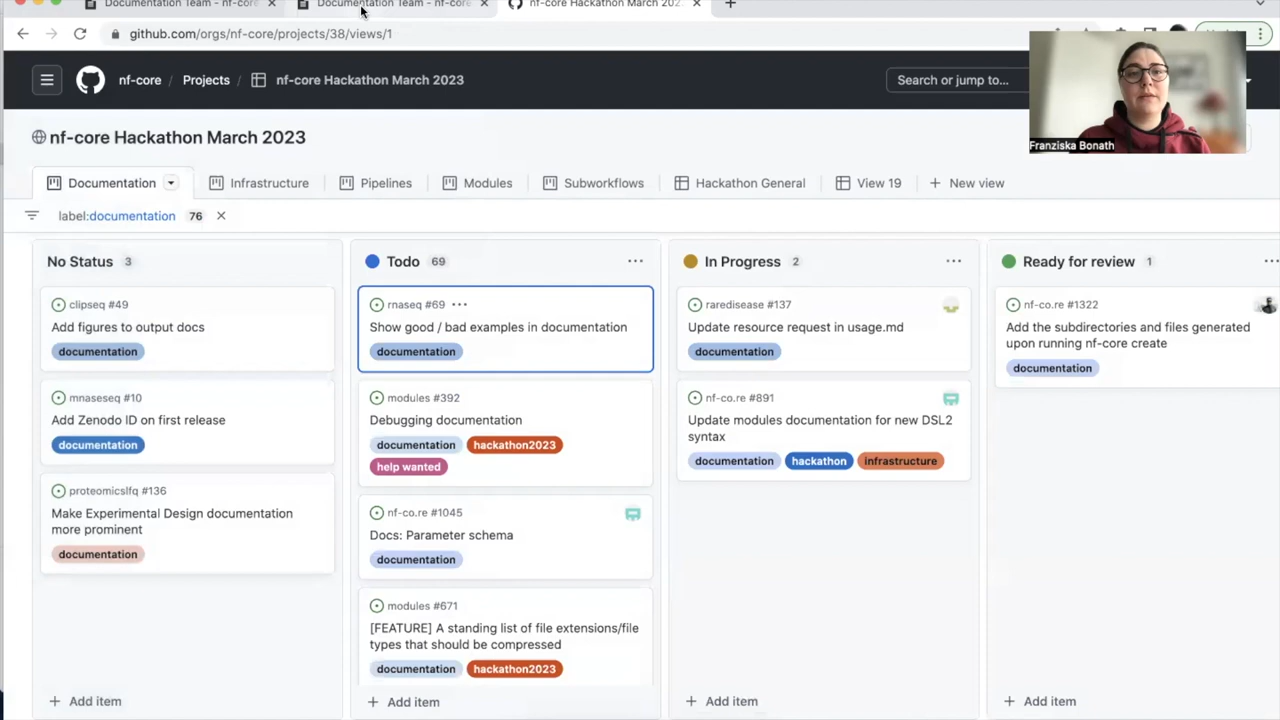 Documentation Team - nf-core
Documentation Team - nf-core
nf-core Hackathon March 2023
github.com/orgs/nf-core/projects/38/views/1
nf-core / Projects / nf-core Hackathon March 2023
Search or jump to...
Franziska Bonath
nf-core Hackathon March 2023
Documentation
Infrastructure
Pipelines
Modules
Subworkflows
Hackathon General
View 19
New view
label:documentation 76
No Status 3
clipseq #49
Add figures to output docs
documentation
mnaseseq #10
Add Zenodo ID on first release
documentation
proteomicslfq #136
Make Experimental Design documentation
more prominent
documentation
Add item
Todo 69
rnaseq #69
Show good / bad examples in documentation
documentation
modules #392
Debugging documentation
documentation hackathon2023
help wanted
nf-co.re #1045
Docs: Parameter schema
documentation
modules #671
[FEATURE] A standing list of file extensions/file
types that should be compressed
documentation hackathon2023
Add item
In Progress 2
raredisease #137
Update resource request in usage.md
documentation
nf-co.re #891
Update modules documentation for new DSL2
syntax
documentation hackathon infrastructure
Add item
Ready for review 1
nf-co.re #1322
Add the subdirectories and files generated
upon running nf-core create
documentation
Add item